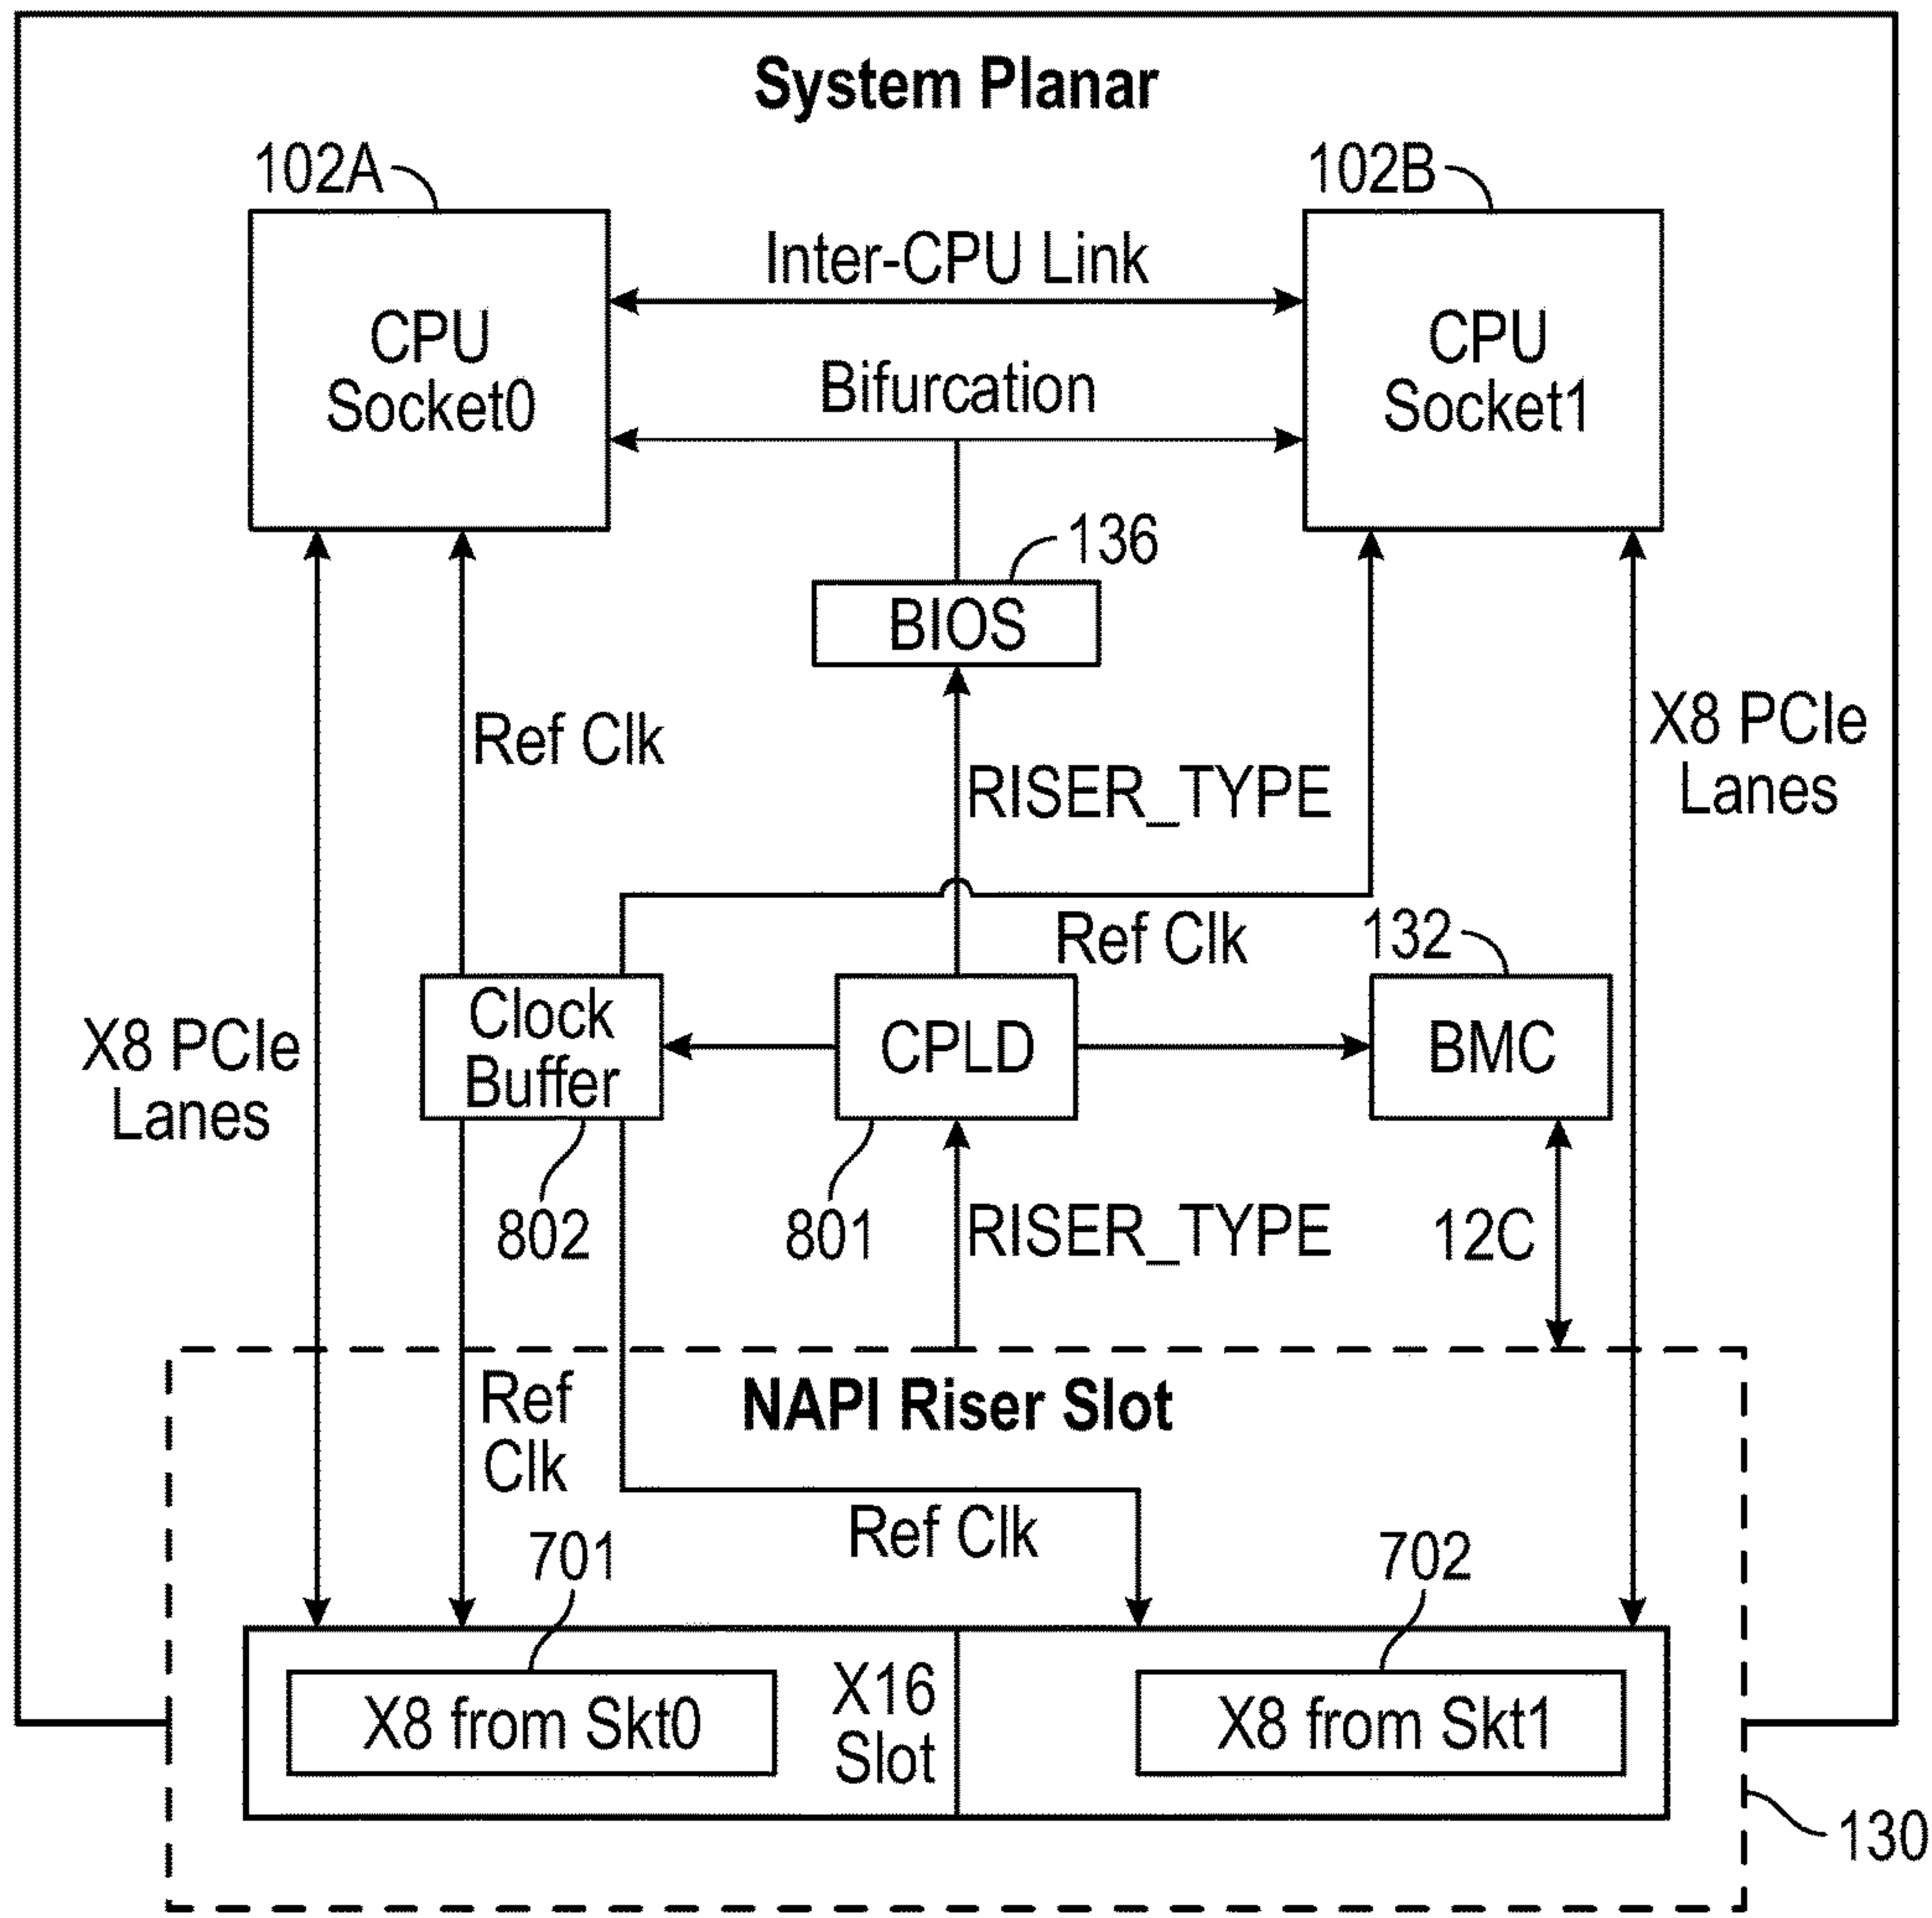 System Planar
102A
102B
CPU
Socket0
Inter-CPU Link
Bifurcation
CPU
Socket1
136
BIOS
Ref Clk
RISER_TYPE
X8 PCIe
Lanes
Ref Clk
132
X8 PCIe
Lanes
Clock
Buffer
CPLD
BMC
802
801
RISER_TYPE
12C
NAPI Riser Slot
Ref
Clk
Ref Clk
701
702
X8 from Skt0
X16
Slot
X8 from Skt1
130